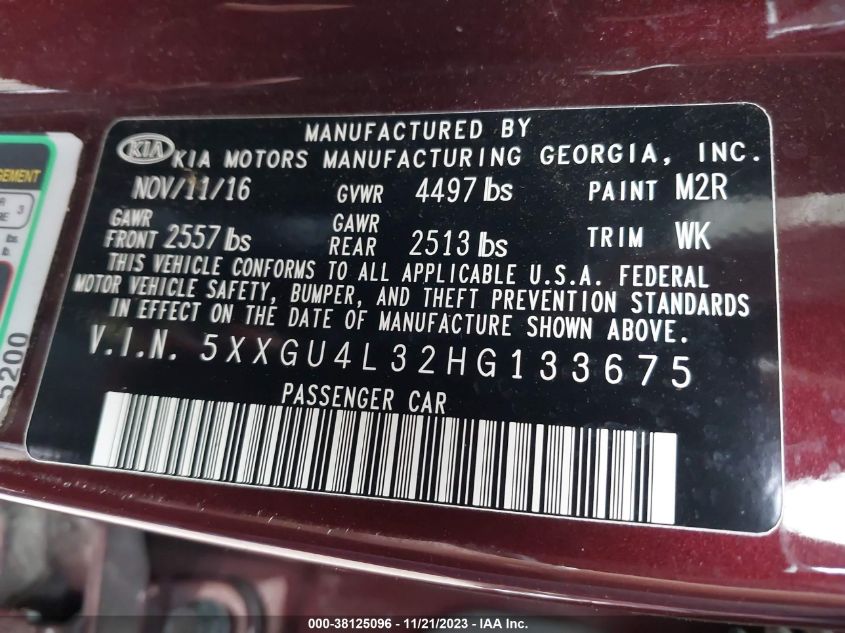 MANUFACTURED BY
KIA KIA MOTORS MANUFACTURING GEORGIA, INC.
NOV/11/16 GVWR 4497 lbs PAINT M2R
GAWR FRONT 2557 lbs GAWR REAR 2513 lbs TRIM WK
THIS VEHICLE CONFORMS TO ALL APPLICABLE U.S.A. FEDERAL
MOTOR VEHICLE SAFETY, BUMPER, AND THEFT PREVENTION STANDARDS
IN EFFECT ON THE DATE OF MANUFACTURE SHOWN ABOVE.
V.I.N. 5XXGU4L32HG133675
PASSENGER CAR
3
5200
000-38125096 - 11/21/2023 - IAA Inc.